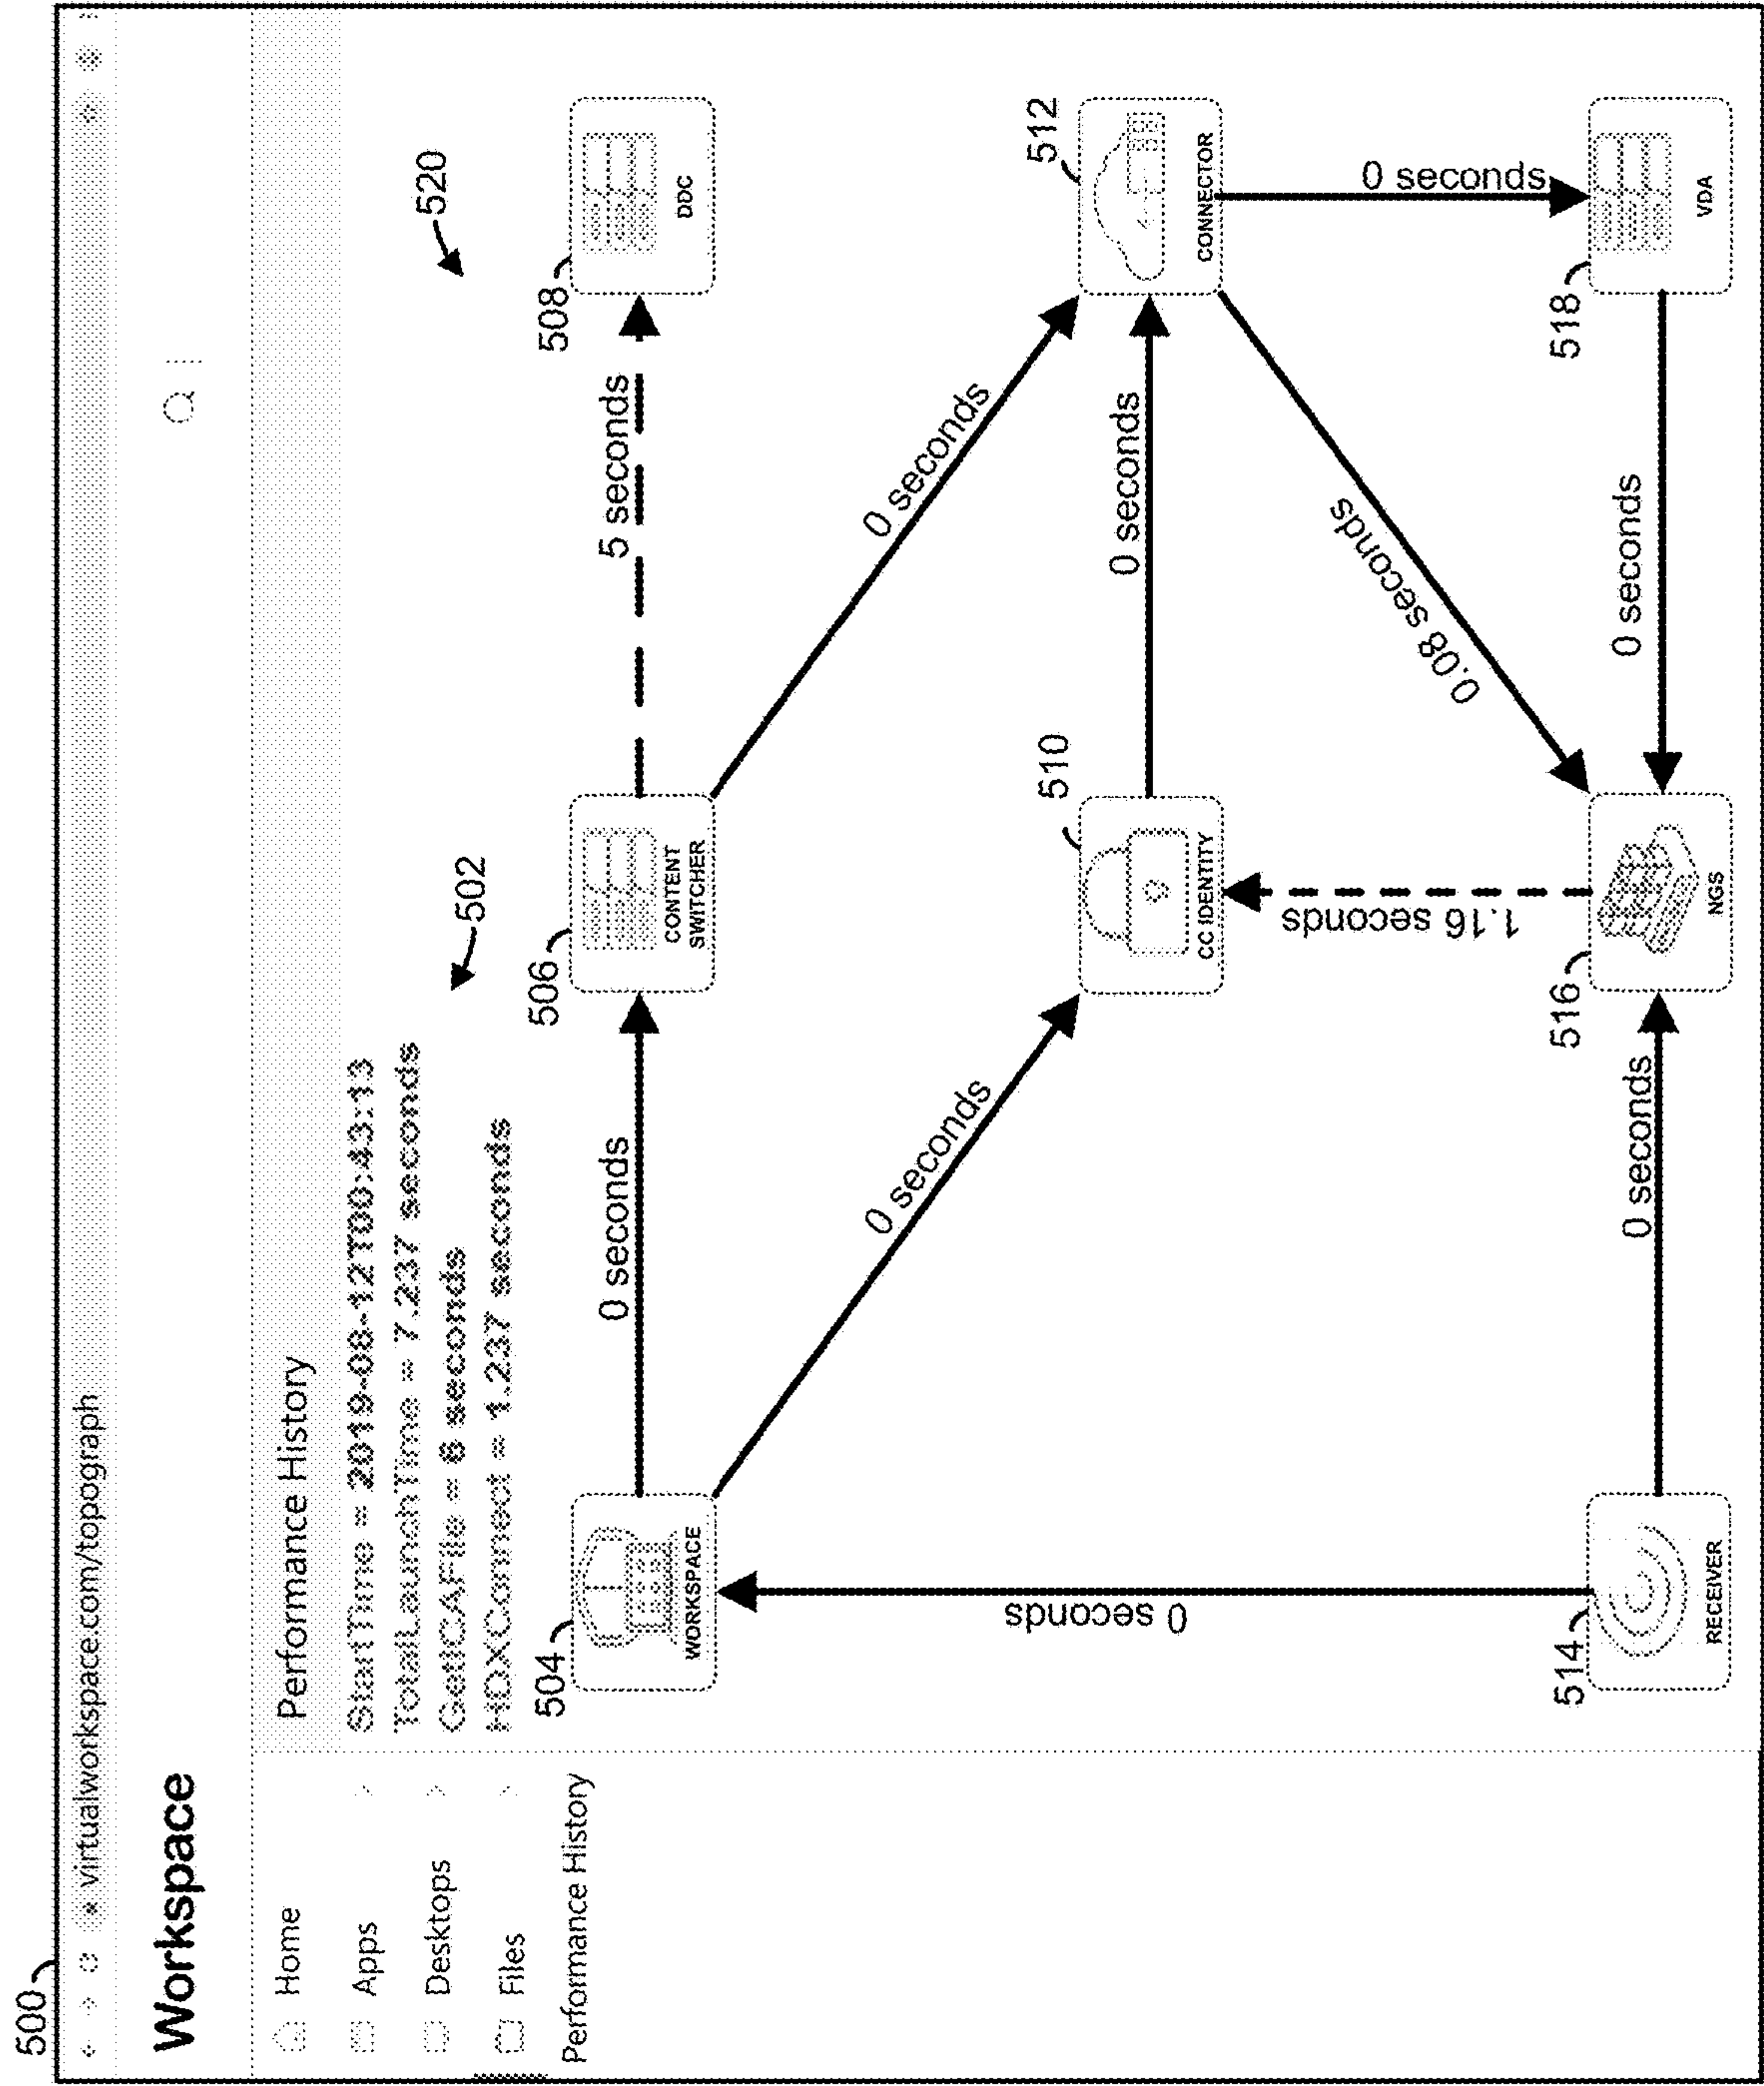 500
virtualworkspace.com/topograph
Workspace
Home
Apps
Desktops
Files
Performance History
Performance History
StartTime = 2019-08-12T00:43:13
TotalLaunchTime = 7.237 seconds
GetICAFile = 6 seconds
HDXConnect = 1.237 seconds
502
520
504
WORKSPACE
0 seconds
506
CONTENT
SWITCHER
5 seconds
508
DDC
0 seconds
0 seconds
510
CC IDENTITY
0 seconds
512
CONNECTOR
0 seconds
1.16 seconds
0.08 seconds
0 seconds
514
RECEIVER
0 seconds
516
NGS
0 seconds
518
VDA